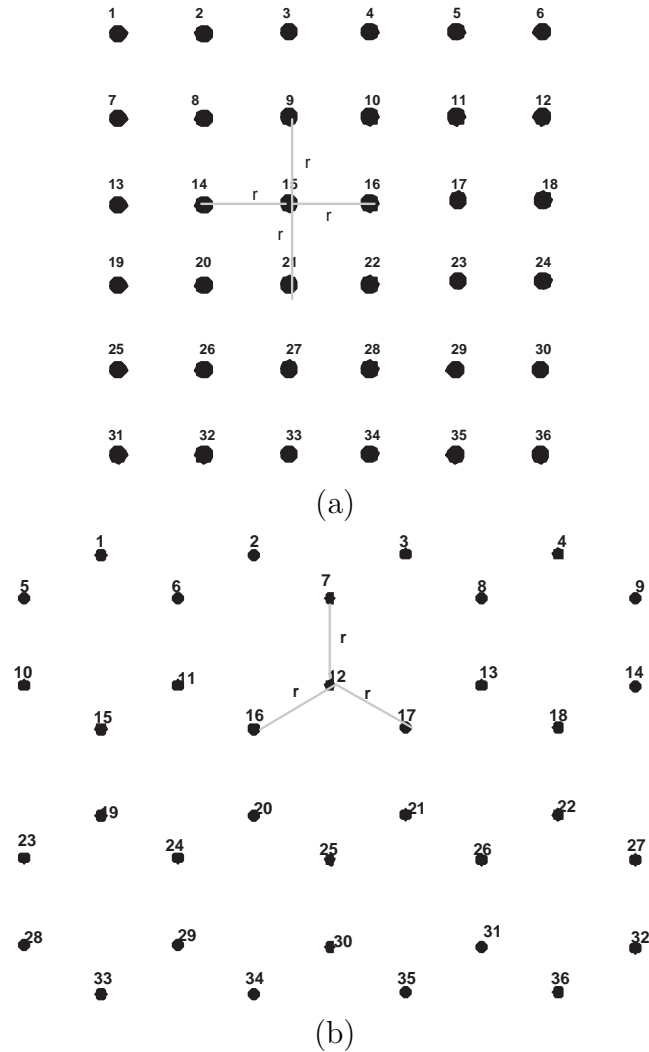 1 2 3 4 5 6
7 8 9 10 11 12
r
13 14 15 16 17 18
r r
r
19 20 21 22 23 24
25 26 27 28 29 30
31 32 33 34 35 36
(a)
1 2 3 4
5 6 7 8 9
r
10 11 12 13 14
r r
15 16 17 18
19 20 21 22
23 24 25 26 27
28 29 30 31 32
33 34 35 36
(b)